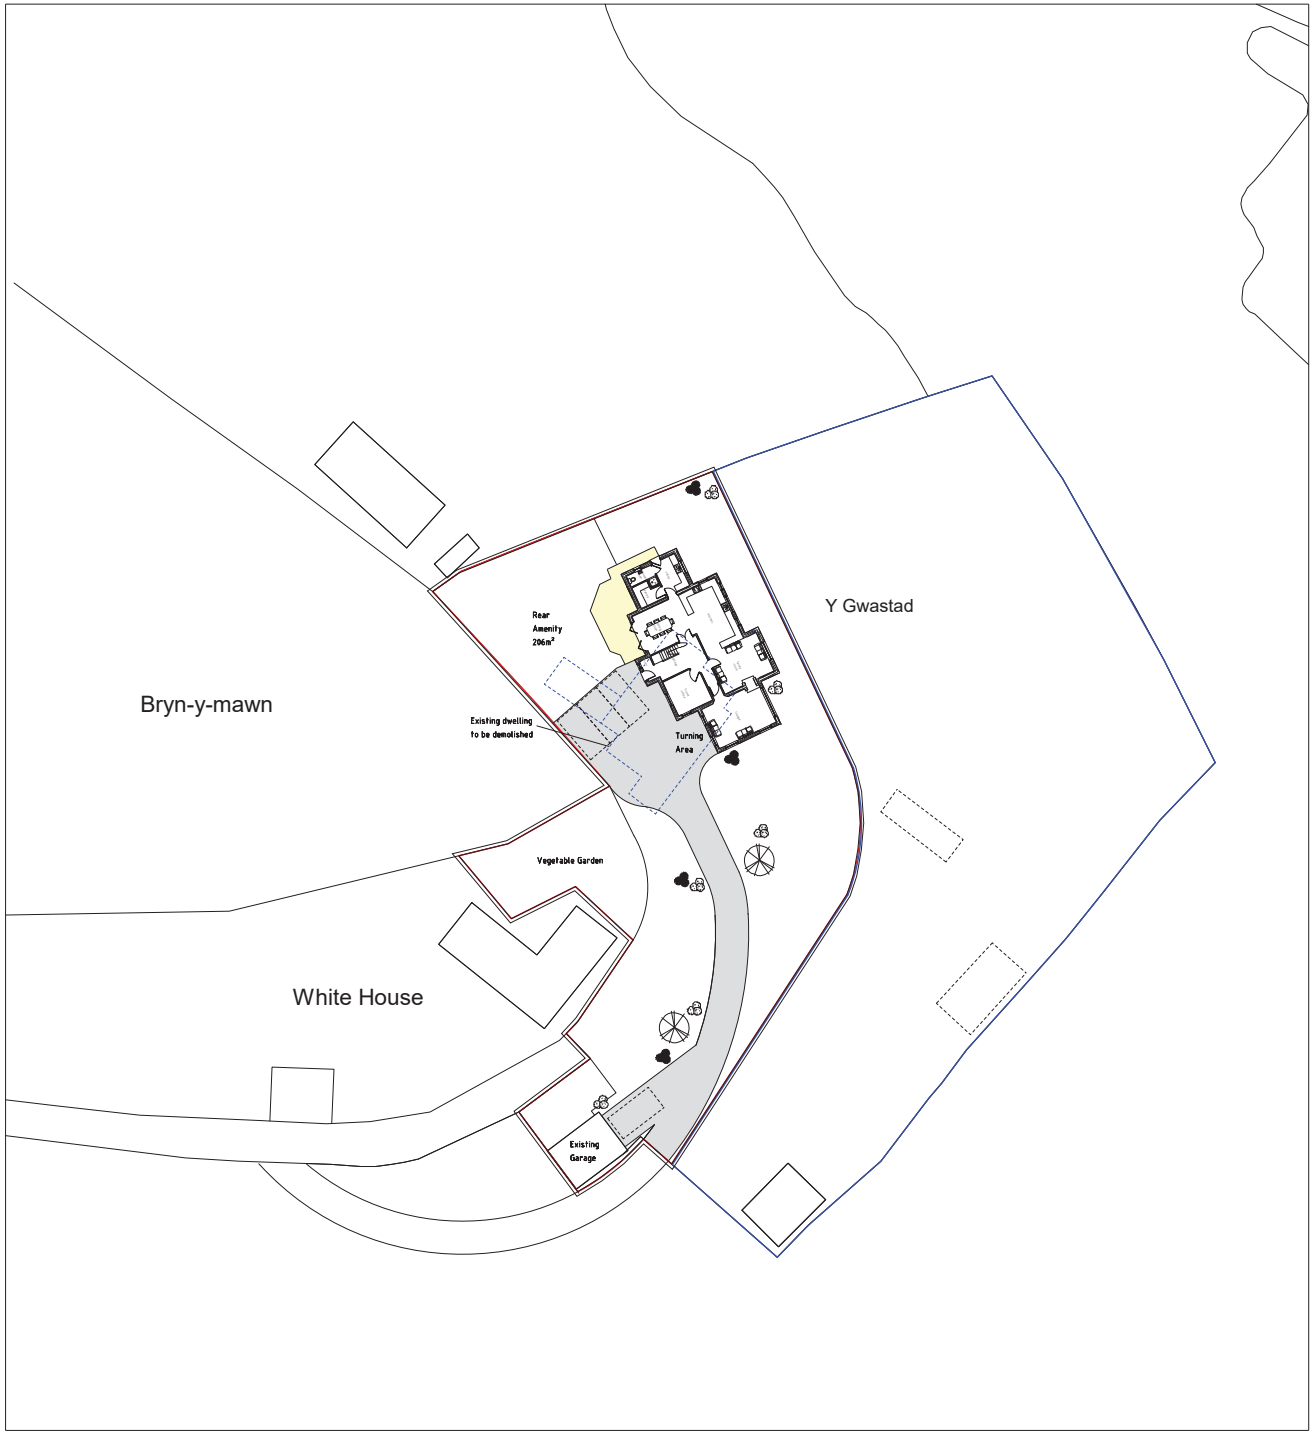 Y Gwastad
Rear
Amenity
206m²
Bryn-y-mawn
Existing dwelling
to be demolished
Turning
Area
Vegetable Garden
White House
Existing
Garage